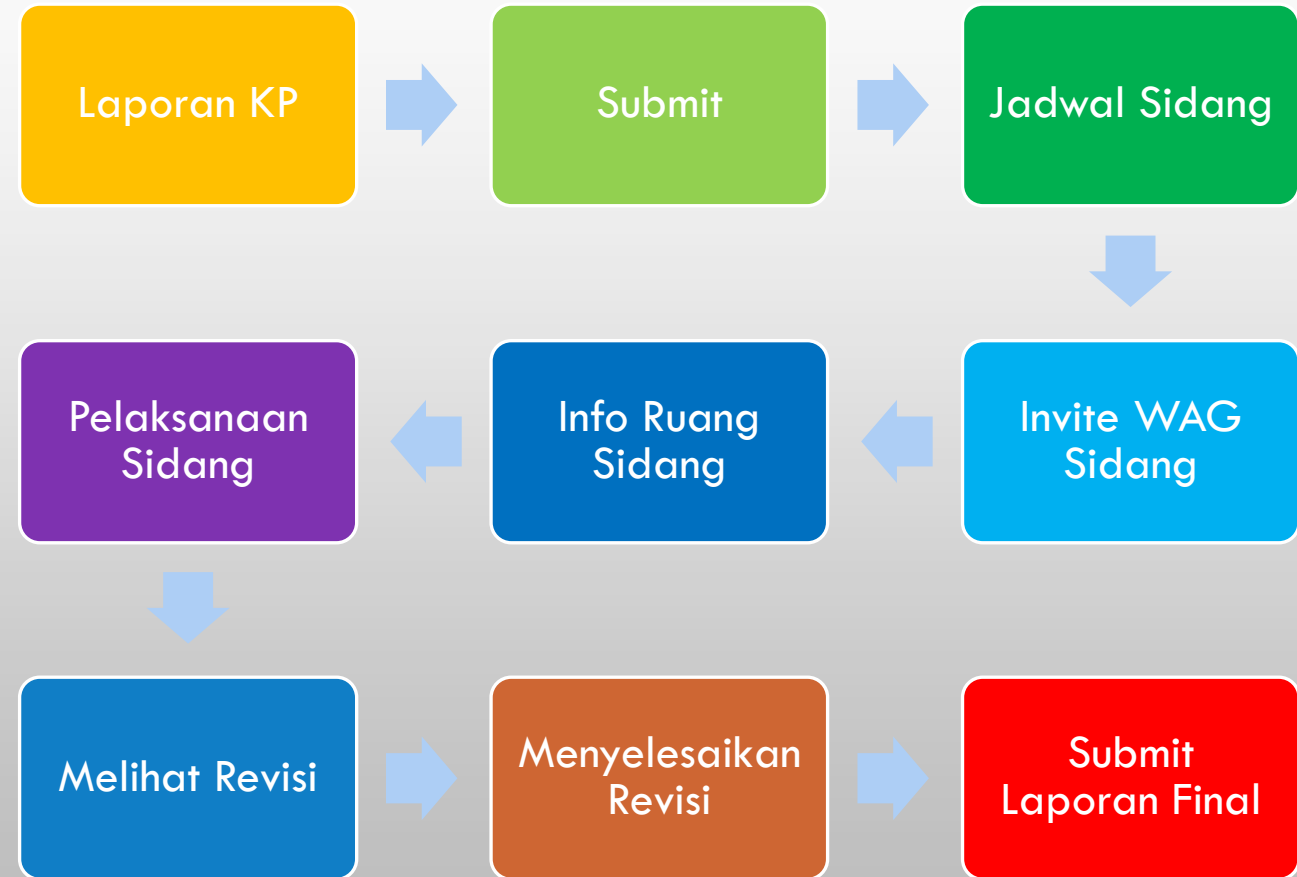 Laporan KP
Submit
Jadwal Sidang
Invite WAG
Sidang
Info Ruang
Sidang
Pelaksanaan
Sidang
Melihat Revisi
Menyelesaikan
Revisi
Submit
Laporan Final